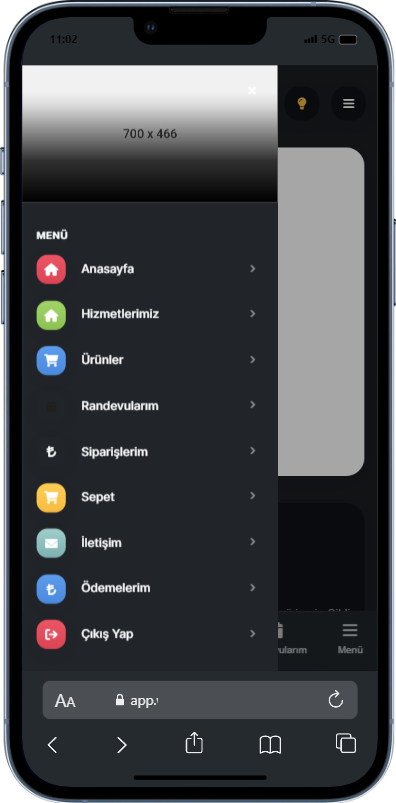 11:02
5G
700 x 466
MENÜ
Anasayfa
Hizmetlerimiz
Ürünler
Randevularım
Siparişlerim
Sepet
İletişim
Ödemelerim
Çıkış Yap
vularım
Menü
AA
app.